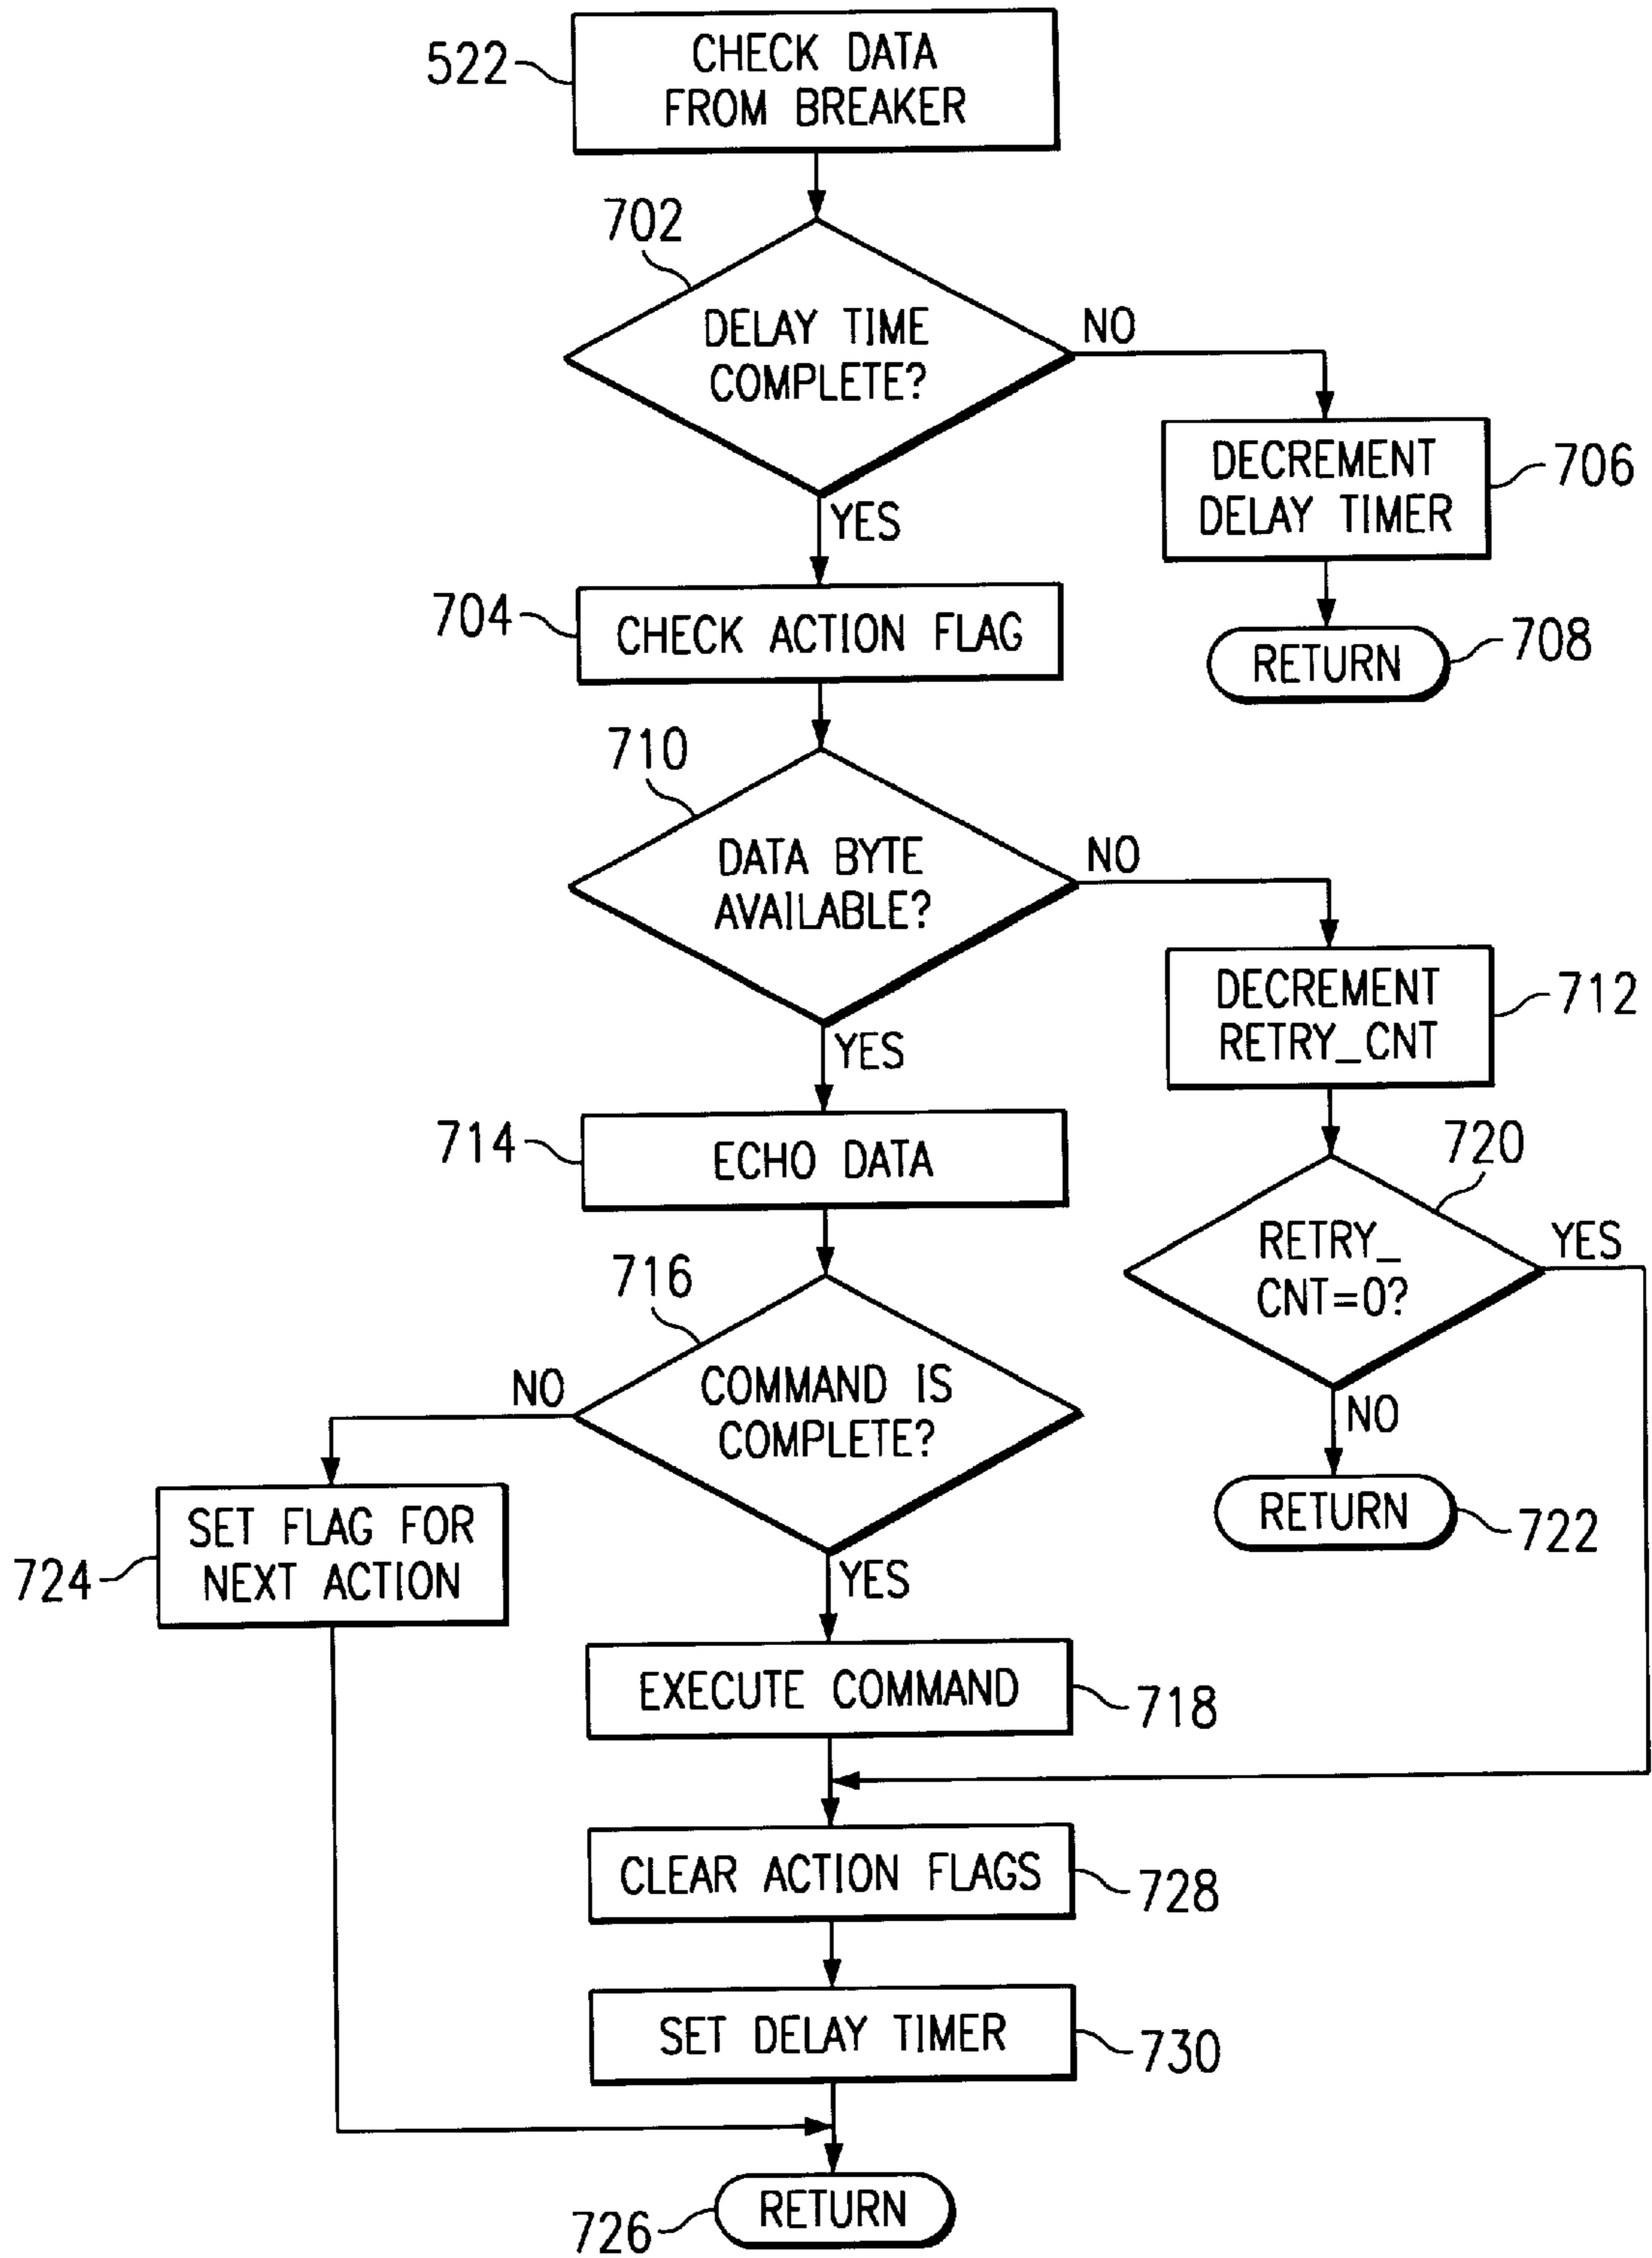 CHECK DATA
FROM BREAKER
522
702
DELAY TIME
COMPLETE?
NO
YES
DECREMENT
DELAY TIMER
706
RETURN
708
704
CHECK ACTION FLAG
710
DATA BYTE
AVAILABLE?
NO
YES
DECREMENT
RETRY_CNT
712
714
ECHO DATA
720
RETRY_
CNT=0?
YES
NO
RETURN
722
716
COMMAND IS
COMPLETE?
NO
YES
SET FLAG FOR
NEXT ACTION
724
EXECUTE COMMAND
718
CLEAR ACTION FLAGS
728
SET DELAY TIMER
730
RETURN
726